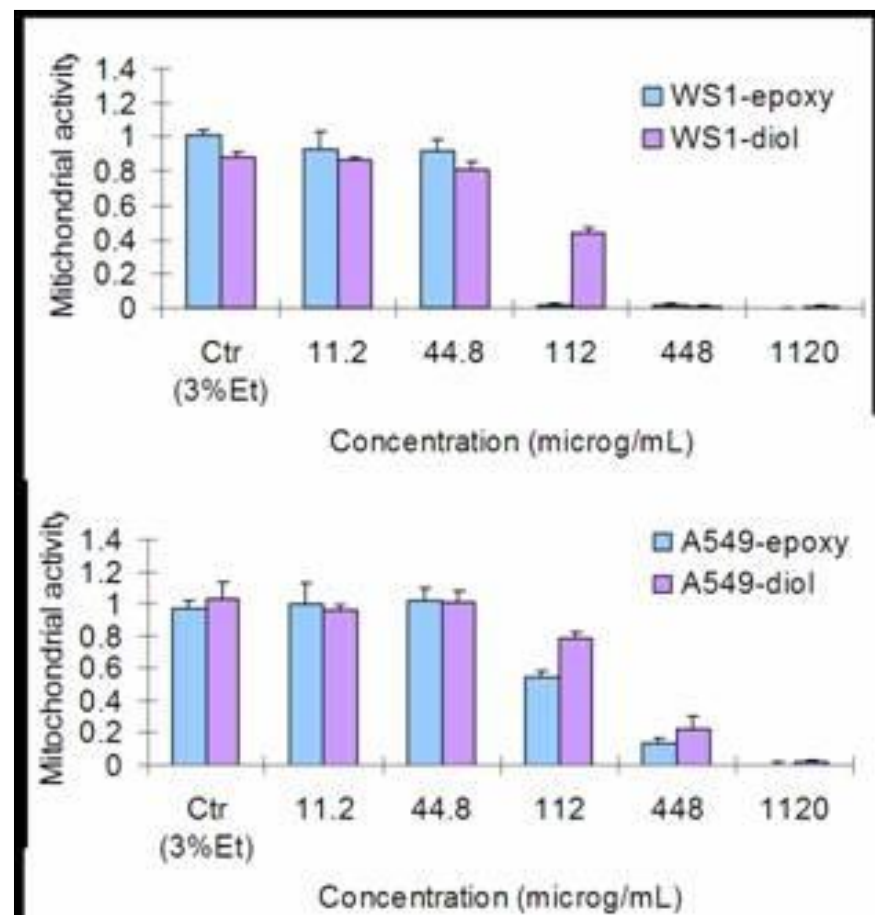 Mitichondrial activity
1.4
1.2
1
0.8
0.6
0.4
0.2
0
WS1-epoxy
WS1-diol
Ctr 11.2 44.8 112 448 1120
(3%Et)
Concentration (microg/mL)
Mitochondrial activity
1.4
1.2
1
0.8
0.6
0.4
0.2
0
A549-epoxy
A549-diol
Ctr 11.2 44.8 112 448 1120
(3%Et)
Concentration (microg/mL)